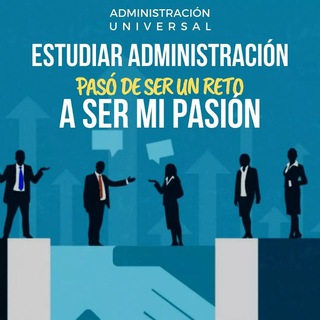 ADMINISTRACIÓN
UNIVERSAL
ESTUDIAR ADMINISTRACIÓN
PASÓ DE SER UN RETO
A SER MI PASIÓN